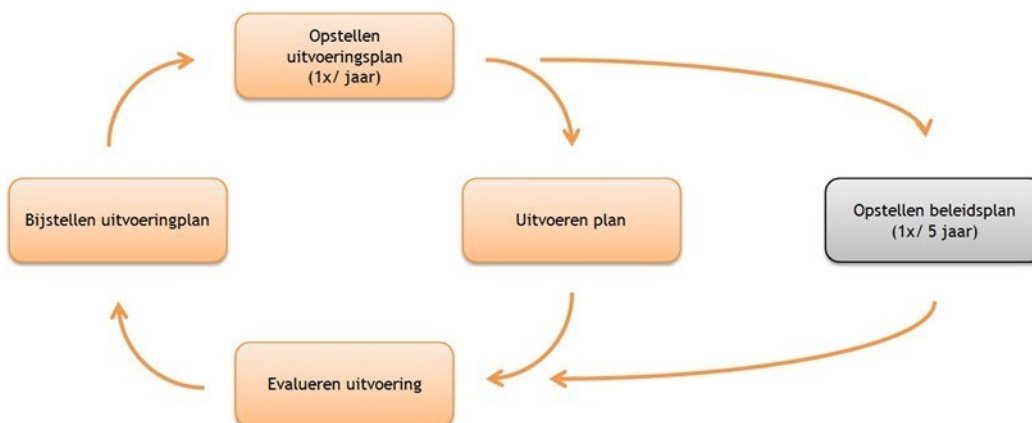 Opstellen
uitvoeringsplan
(1x/ jaar)
Bijstellen uitvoeringplan
Uitvoeren plan
Opstellen beleidsplan
(1x/ 5 jaar)
Evalueren uitvoering